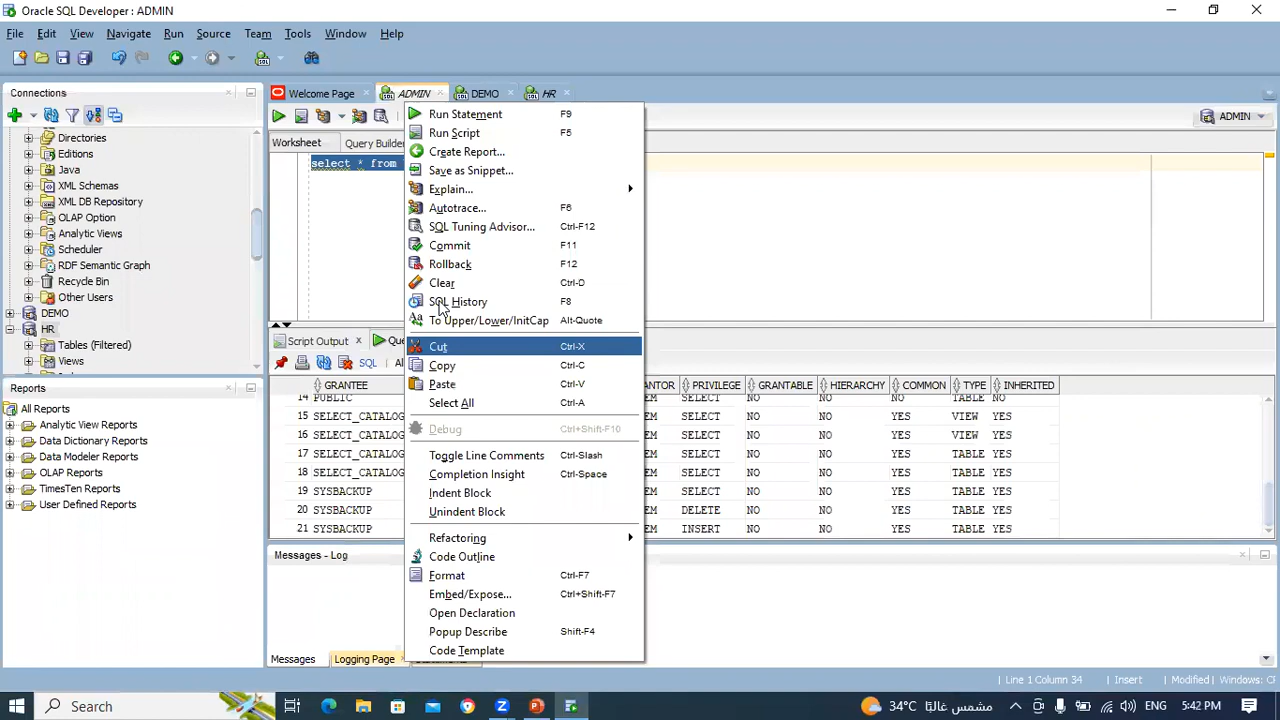 Oracle SQL Developer : ADMIN
File Edit View Navigate Run Source Team Tools Window Help
Connections
Directories
Editions
Java
XML Schemas
XML DB Repository
OLAP Option
Analytic Views
Scheduler
RDF Semantic Graph
Recycle Bin
Other Users
DEMO
HR
Tables (Filtered)
Views
Reports
All Reports
Analytic View Reports
Data Dictionary Reports
Data Modeler Reports
OLAP Reports
TimesTen Reports
User Defined Reports
Welcome Page ADMIN DEMO HR
ADMIN
Worksheet Query Builder
select * from
Run Statement F9
Run Script F5
Create Report...
Save as Snippet...
Explain...
Autotrace... F6
SQL Tuning Advisor... Ctrl-F12
Commit F11
Rollback F12
Clear Ctrl-D
SQL History F8
To Upper/Lower/InitCap Alt-Quote
Cut Ctrl-X
Copy Ctrl-C
Paste Ctrl-V
Select All Ctrl-A
Debug Ctrl+Shift-F10
Toggle Line Comments Ctrl-Slash
Completion Insight Ctrl-Space
Indent Block
Unindent Block
Refactoring
Code Outline
Format Ctrl-F7
Embed/Expose... Ctrl+Shift-F7
Open Declaration
Popup Describe Shift-F4
Code Template
Script Output
SQL
GRANTEE PRIVILEGE GRANTABLE HIERARCHY COMMON TYPE INHERITED
14 PUBLIC EM SELECT NO NO NO TABLE NO
15 SELECT_CATALOG EM SELECT NO NO YES VIEW YES
16 SELECT_CATALOG EM SELECT NO NO YES VIEW YES
17 SELECT_CATALOG EM SELECT NO NO YES TABLE YES
18 SELECT_CATALOG EM SELECT NO NO YES TABLE YES
19 SYSBACKUP EM SELECT NO NO YES TABLE YES
20 SYSBACKUP EM DELETE NO NO YES TABLE YES
21 SYSBACKUP EM INSERT NO NO YES TABLE YES
Messages - Log
Messages Logging Page
Line 1 Column 34 Insert Modified Windows: CF
Search
34°C مشمس غالبًا
5:42 PM